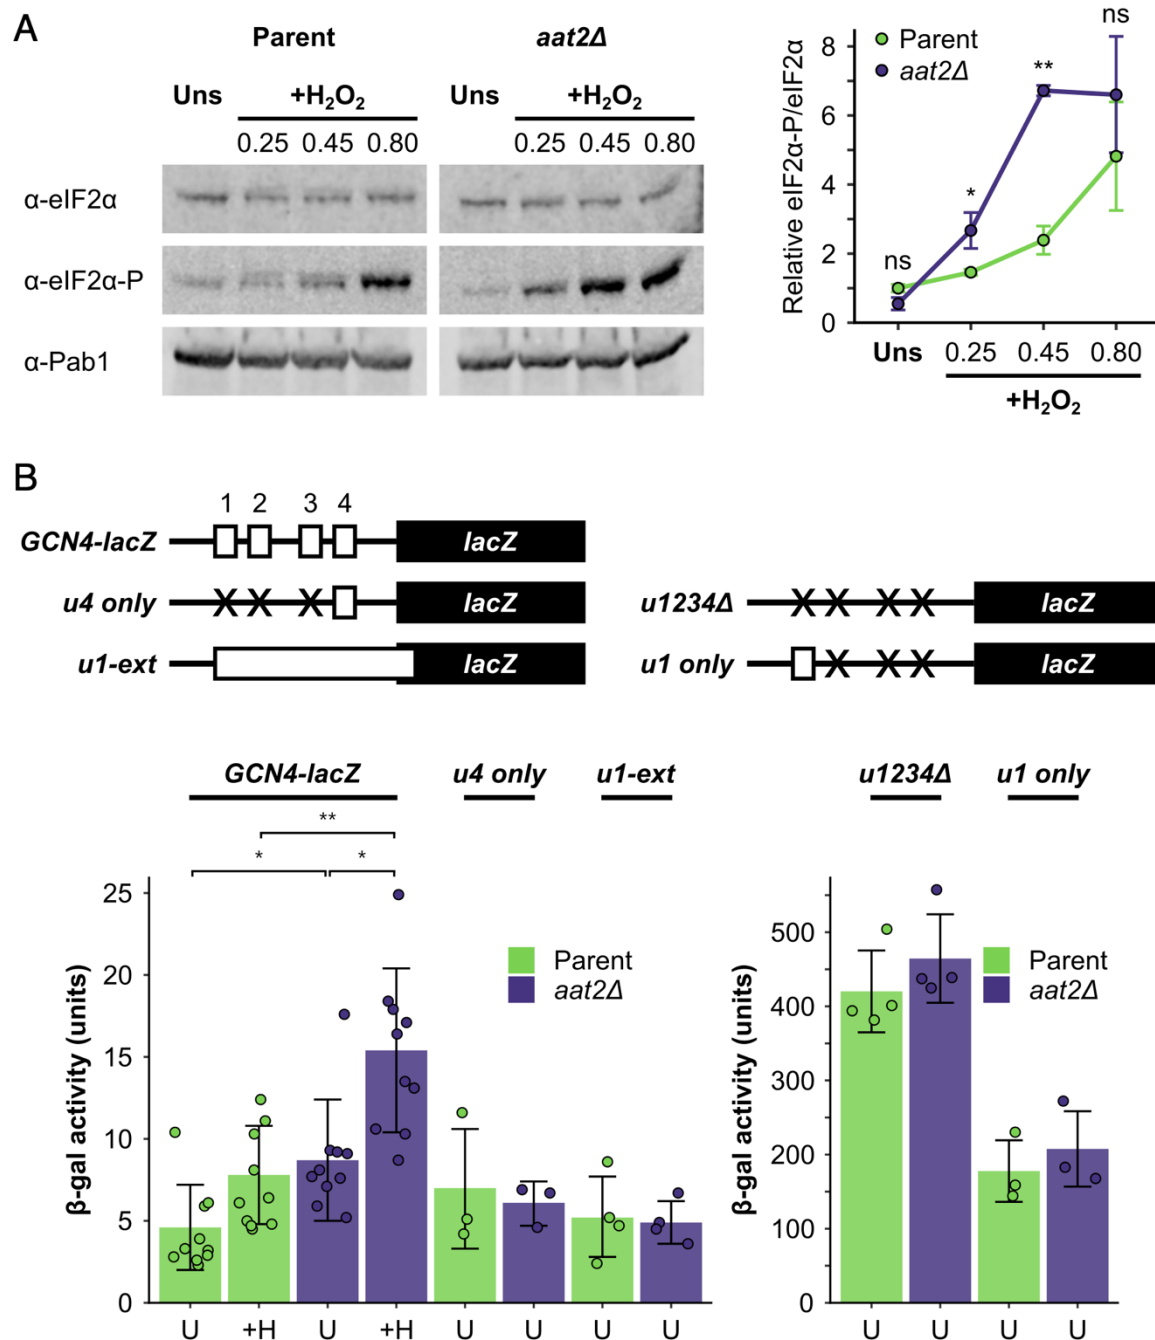 A
Parent aat2Δ
Uns +H₂O₂ Uns +H₂O₂
0.25 0.45 0.80 0.25 0.45 0.80
α-eIF2α
α-eIF2α-P
α-Pab1
Relative eIF2α-P/eIF2α
8
6
4
2
0
Parent
aat2Δ
ns * ** ns
Uns 0.25 0.45 0.80
+H₂O₂
B
1 2 3 4
GCN4-lacZ lacZ
u4 only lacZ
u1-ext lacZ
u1234Δ lacZ
u1 only lacZ
GCN4-lacZ u4 only u1-ext
**
* *
β-gal activity (units)
25
20
15
10
5
0
Parent
aat2Δ
U +H U +H U U U U
u1234Δ u1 only
β-gal activity (units)
500
400
300
200
100
0
Parent
aat2Δ
U U U U